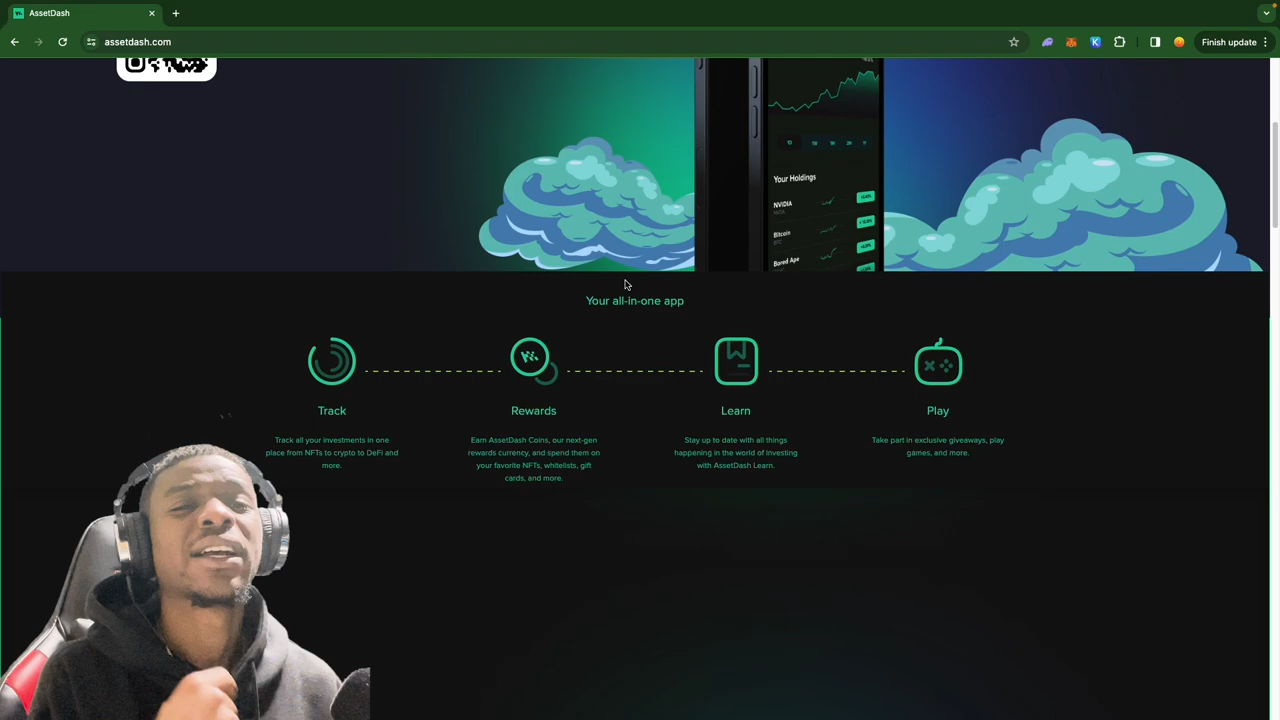 AssetDash
assetdash.com
Finish update
Your Holdings
NVIDIA
Bitcoin
Bored Ape
Your all-in-one app
Track
Rewards
Learn
Play
Track all your investments in one
place from NFTs to crypto to DeFi and
more.
Earn AssetDash Coins, our next-gen
rewards currency, and spend them on
your favorite NFTs, whitelists, gift
cards, and more.
Stay up to date with all things
happening in the world of investing
with AssetDash Learn.
Take part in exclusive giveaways, play
games, and more.